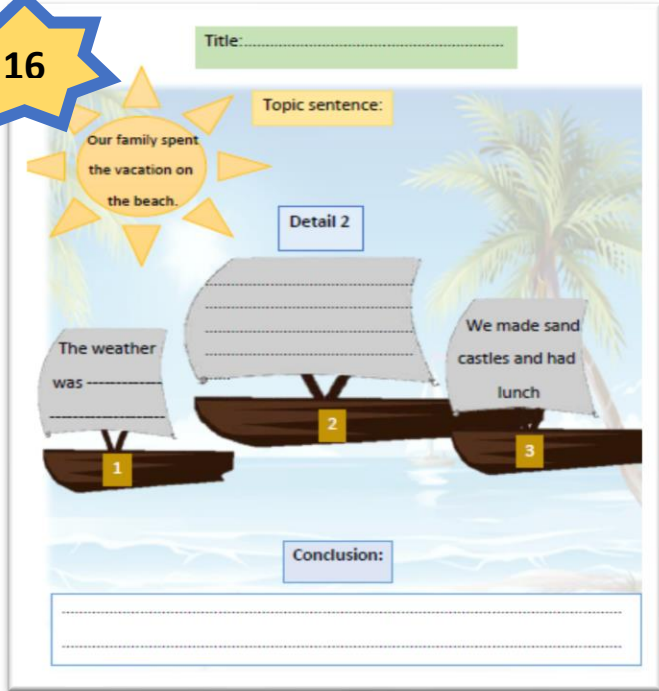 16
Title:
Topic sentence:
Our family spent
the vacation on
the beach.
Detail 2
The weather
was
1
2
We made sand
castles and had
lunch
3
Conclusion: